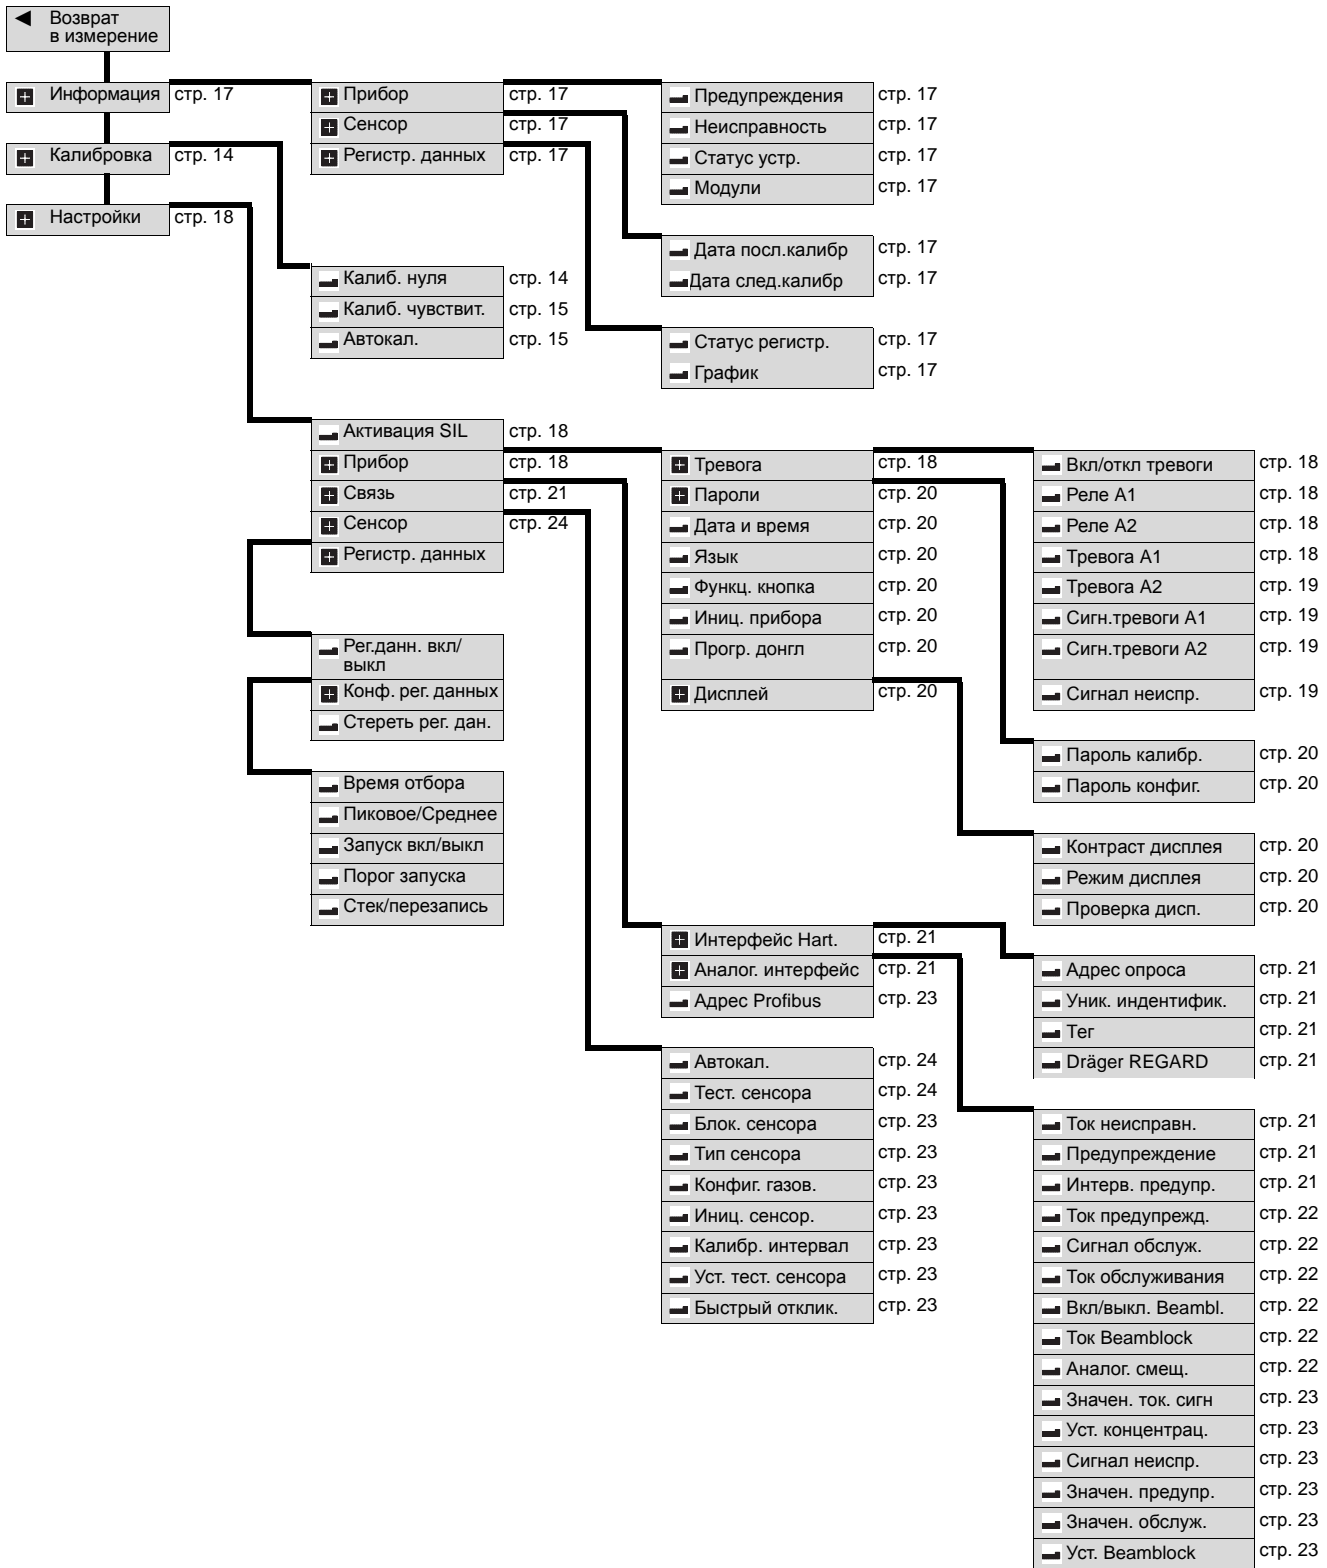 Возврат
в измерение
Информация стр. 17
Калибровка стр. 14
Настройки стр. 18
Прибор стр. 17
Сенсор стр. 17
Регистр. данных стр. 17
Предупреждения стр. 17
Неисправность стр. 17
Статус устр. стр. 17
Модули стр. 17
Дата посл.калибр стр. 17
Дата след.калибр стр. 17
Статус регистр. стр. 17
График стр. 17
Калиб. нуля стр. 14
Калиб. чувствит. стр. 15
Автокал. стр. 15
Активация SIL стр. 18
Прибор стр. 18
Связь стр. 21
Сенсор стр. 24
Регистр. данных
Рег.данн. вкл/
выкл
Конф. рег. данных
Стереть рег. дан.
Время отбора
Пиковое/Среднее
Запуск вкл/выкл
Порог запуска
Стек/перезапись
Тревога стр. 18
Пароли стр. 20
Дата и время стр. 20
Язык стр. 20
Функц. кнопка стр. 20
Иниц. прибора стр. 20
Прогр. донгл стр. 20
Дисплей стр. 20
Вкл/откл тревоги стр. 18
Реле A1 стр. 18
Реле A2 стр. 18
Тревога A1 стр. 18
Тревога A2 стр. 19
Сигн.тревоги A1 стр. 19
Сигн.тревоги A2 стр. 19
Сигнал неиспр. стр. 19
Пароль калибр. стр. 20
Пароль конфиг. стр. 20
Контраст дисплея стр. 20
Режим дисплея стр. 20
Проверка дисп. стр. 20
Интерфейс Hart. стр. 21
Аналог. интерфейс стр. 21
Адрес Profibus стр. 23
Адрес опроса стр. 21
Уник. индентифик. стр. 21
Тег стр. 21
Dräger REGARD стр. 21
Автокал. стр. 24
Тест. сенсора стр. 24
Блок. сенсора стр. 23
Тип сенсора стр. 23
Конфиг. газов. стр. 23
Иниц. сенсор. стр. 23
Калибр. интервал стр. 23
Уст. тест. сенсора стр. 23
Быстрый отклик. стр. 23
Ток неисправн. стр. 21
Предупреждение стр. 21
Интерв. предупр. стр. 21
Ток предупрежд. стр. 22
Сигнал обслуж. стр. 22
Ток обслуживания стр. 22
Вкл/выкл. Beambl. стр. 22
Ток Beamblock стр. 22
Аналог. смещ. стр. 22
Значен. ток. сигн стр. 23
Уст. концентрац. стр. 23
Сигнал неиспр. стр. 23
Значен. предупр. стр. 23
Значен. обслуж. стр. 23
Уст. Beamblock стр. 23